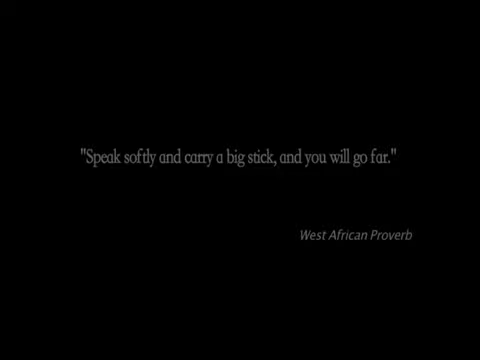 "Speak softly and carry a big stick, and you will go far."
West African Proverb